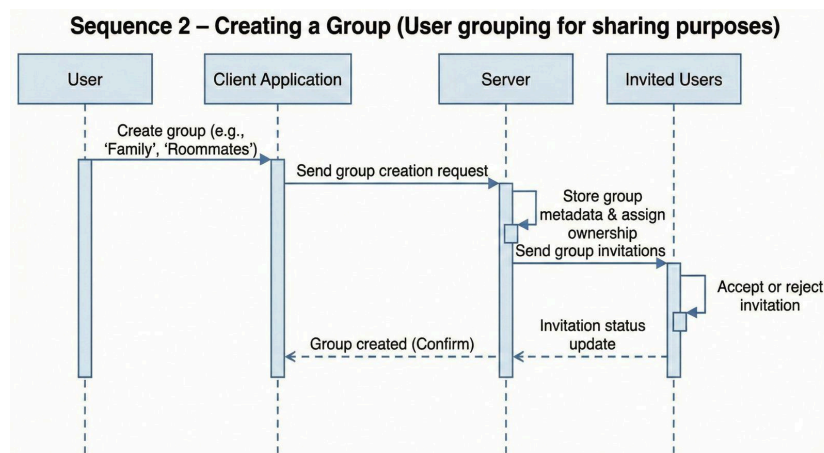 Sequence 2 – Creating a Group (User grouping for sharing purposes)
User
Client Application
Server
Invited Users
Create group (e.g.,
‘Family’, ‘Roommates’)
Send group creation request
Store group
metadata & assign
ownership
Send group invitations
Accept or reject
invitation
Invitation status
update
Group created (Confirm)